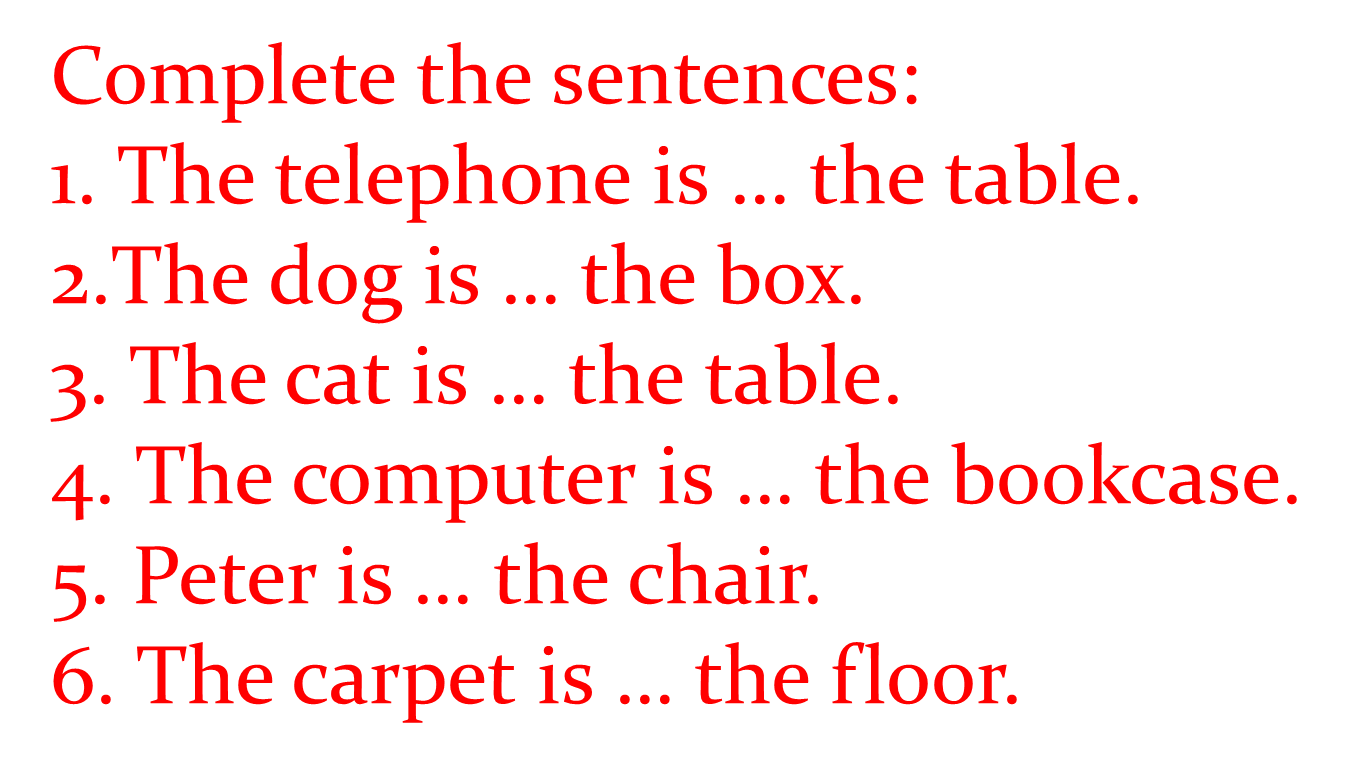 Complete the sentences:
1. The telephone is ... the table.
2.The dog is ... the box.
3. The cat is ... the table.
4. The computer is ... the bookcase.
5. Peter is ... the chair.
6. The carpet is ... the floor.